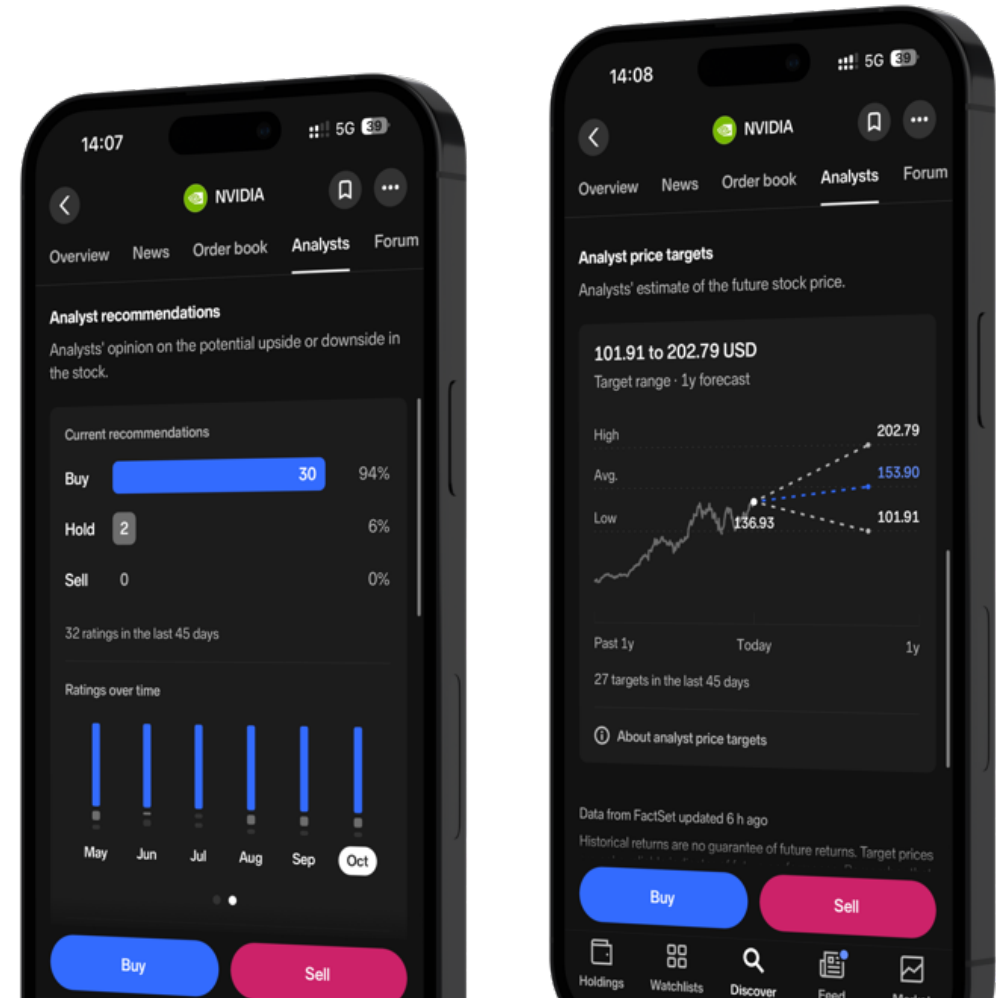 14:07
5G 39
NVIDIA
Overview News Order book Analysts Forum
Analyst recommendations
Analysts' opinion on the potential upside or downside in
the stock.
Current recommendations
Buy 30 94%
Hold 2 6%
Sell 0 0%
32 ratings in the last 45 days
Ratings over time
May Jun Jul Aug Sep Oct
Buy Sell
14:08
5G 39
NVIDIA
Overview News Order book Analysts Forum
Analyst price targets
Analysts' estimate of the future stock price.
101.91 to 202.79 USD
Target range · 1y forecast
High 202.79
Avg. 153.90
Low 101.91
136.93
Past 1y Today 1y
27 targets in the last 45 days
About analyst price targets
Data from FactSet updated 6 h ago
Historical returns are no guarantee of future returns. Target prices
Buy Sell
Holdings Watchlists Discover Feed